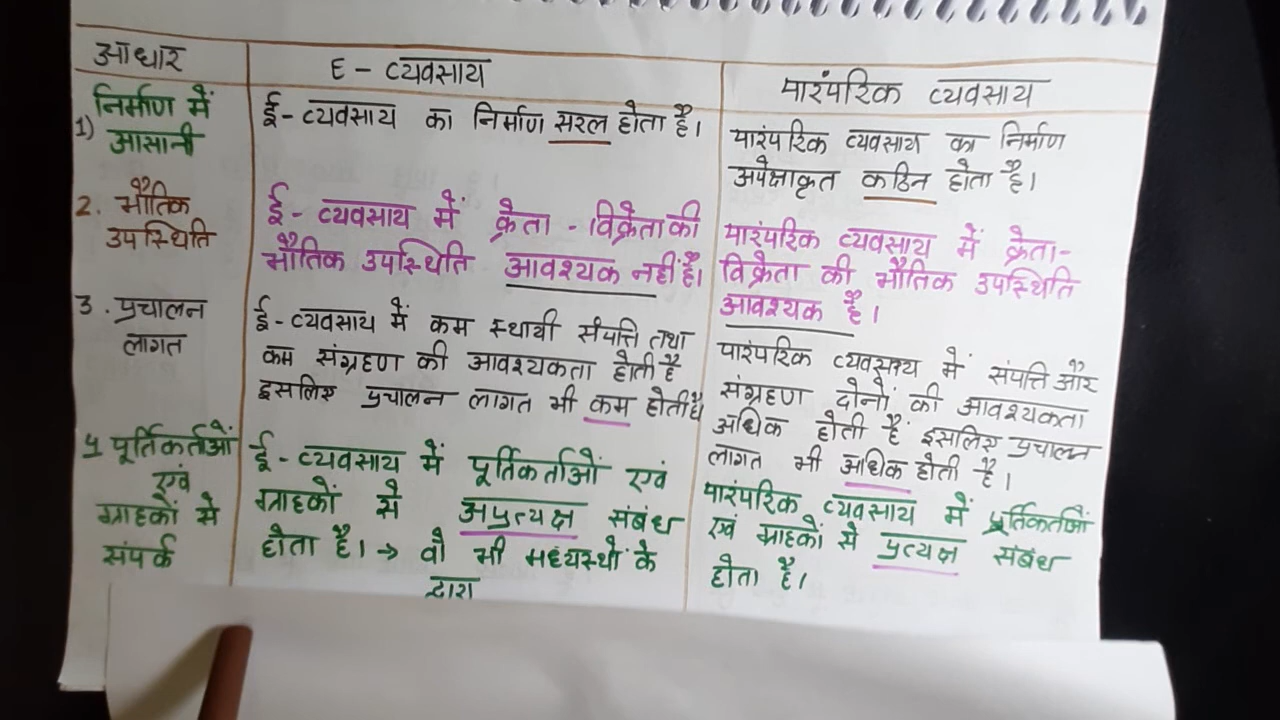 आधार
E - व्यवसाय
पारंपरिक व्यवसाय
1) निर्माण में
आसानी
ई - व्यवसाय का निर्माण सरल होता है।
पारंपरिक व्यवसाय का निर्माण
अपेक्षाकृत कठिन होता है।
2. भौतिक
उपस्थिति
ई - व्यवसाय में क्रेता - विक्रेता की
भौतिक उपस्थिति आवश्यक नहीं है।
पारंपरिक व्यवसाय में क्रेता-
विक्रेता की भौतिक उपस्थिति
आवश्यक है।
3. प्रचालन
लागत
ई - व्यवसाय में कम स्थायी संपत्ति तथा
कम संग्रहण की आवश्यकता होती है
इसलिए प्रचालन लागत भी कम होती है
पारंपरिक व्यवसाय में संपत्ति और
संग्रहण दोनों की आवश्यकता
अधिक होती है इसलिए प्रचालन
लागत भी अधिक होती है।
4 पूर्तिकर्ताओं
एवं
ग्राहकों से
संपर्क
ई - व्यवसाय में पूर्तिकर्ताओं एवं
ग्राहकों से अप्रत्यक्ष संबंध
होता है। → वो भी मध्यस्थों के
द्वारा
पारंपरिक व्यवसाय में पूर्तिकर्ताओं
एवं ग्राहकों से प्रत्यक्ष संबंध
होता है।